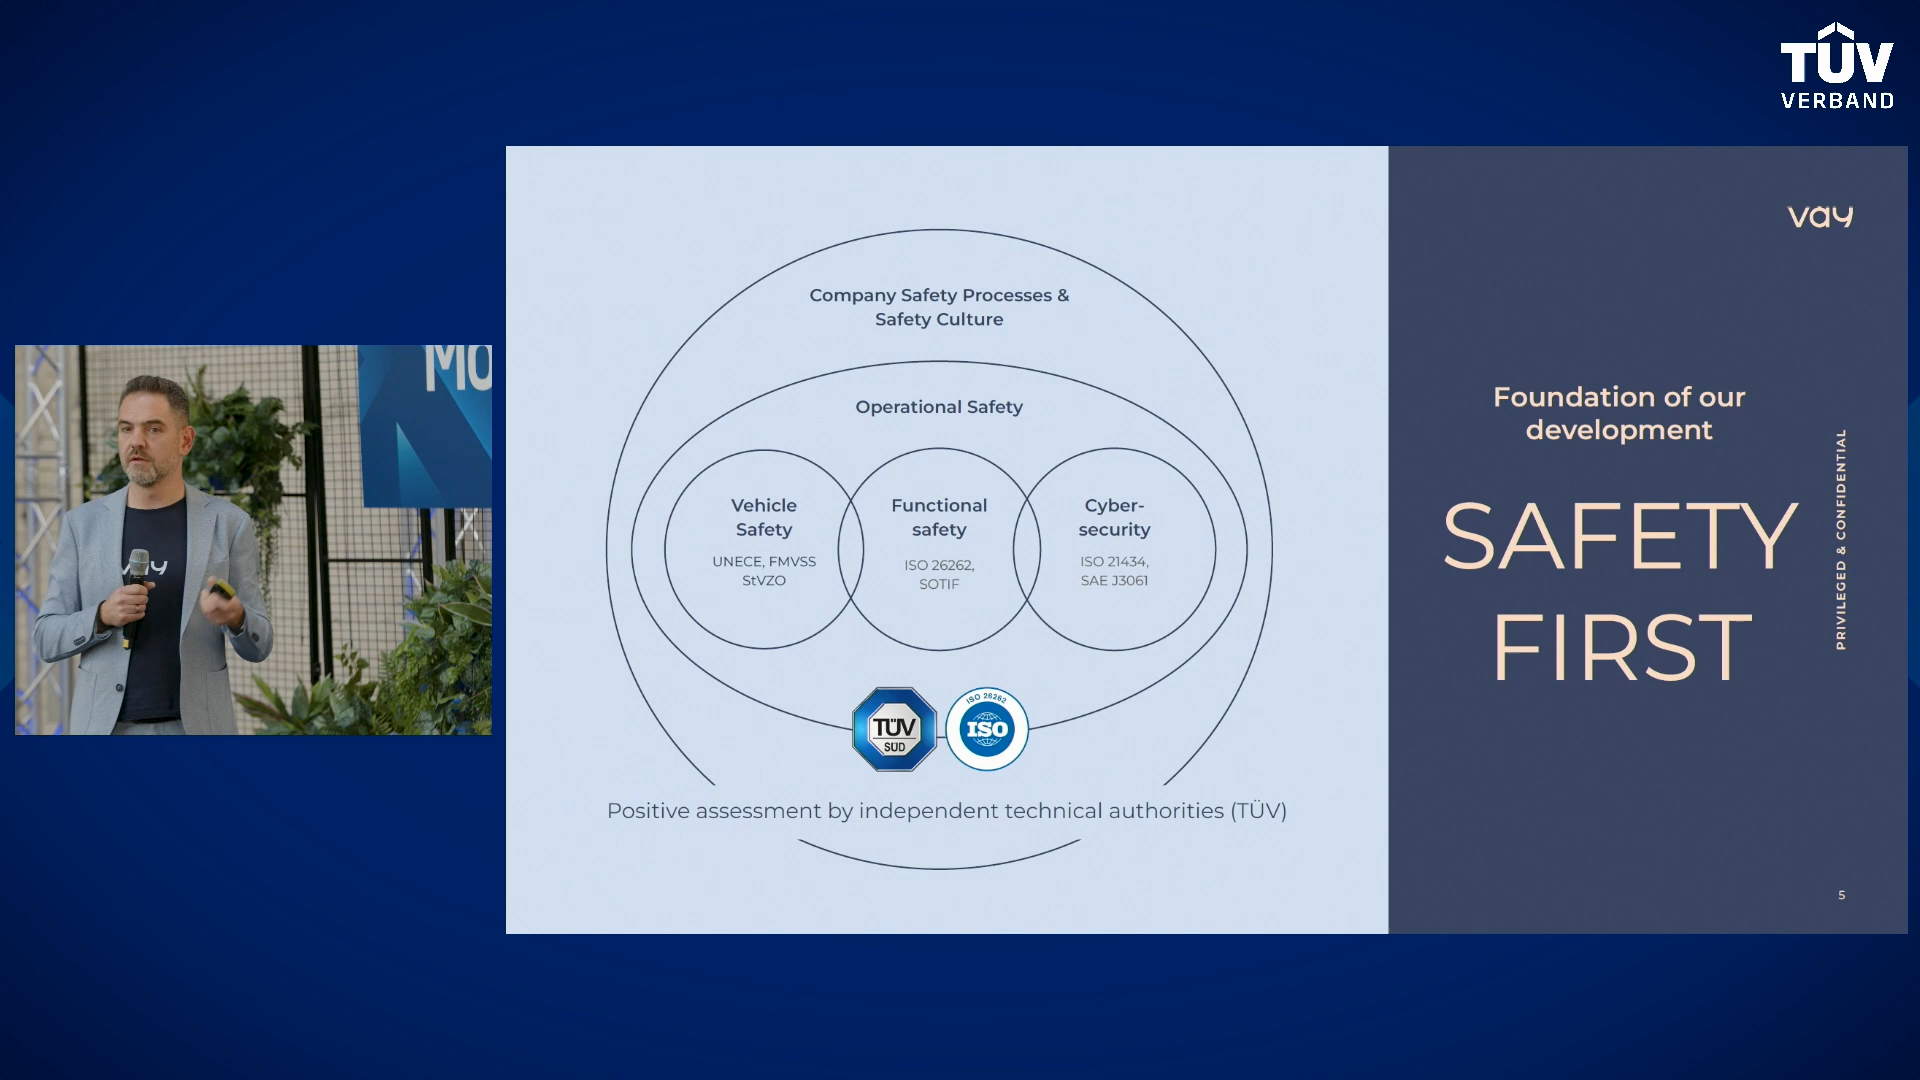 TÜV
VERBAND
vay
Company Safety Processes &
Safety Culture
Operational Safety
Vehicle
Safety
UNECE, FMVSS
StVZO
Functional
safety
ISO 26262,
SOTIF
Cyber-
security
ISO 21434,
SAE J3061
TÜV
SÜD
ISO 26262
ISO
Positive assessment by independent technical authorities (TÜV)
Foundation of our
development
SAFETY
FIRST
PRIVILEGED & CONFIDENTIAL
5
MO
vay